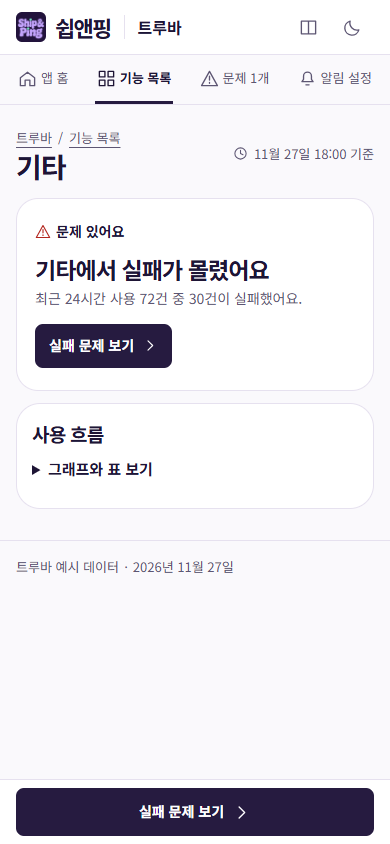 Ship&
Ping
쉽앤핑
트루바
앱 홈
기능 목록
문제 1개
알림 설정
트루바 / 기능 목록
11월 27일 18:00 기준
기타
문제 있어요
기타에서 실패가 몰렸어요
최근 24시간 사용 72건 중 30건이 실패했어요.
실패 문제 보기
사용 흐름
그래프와 표 보기
트루바 예시 데이터 · 2026년 11월 27일
실패 문제 보기